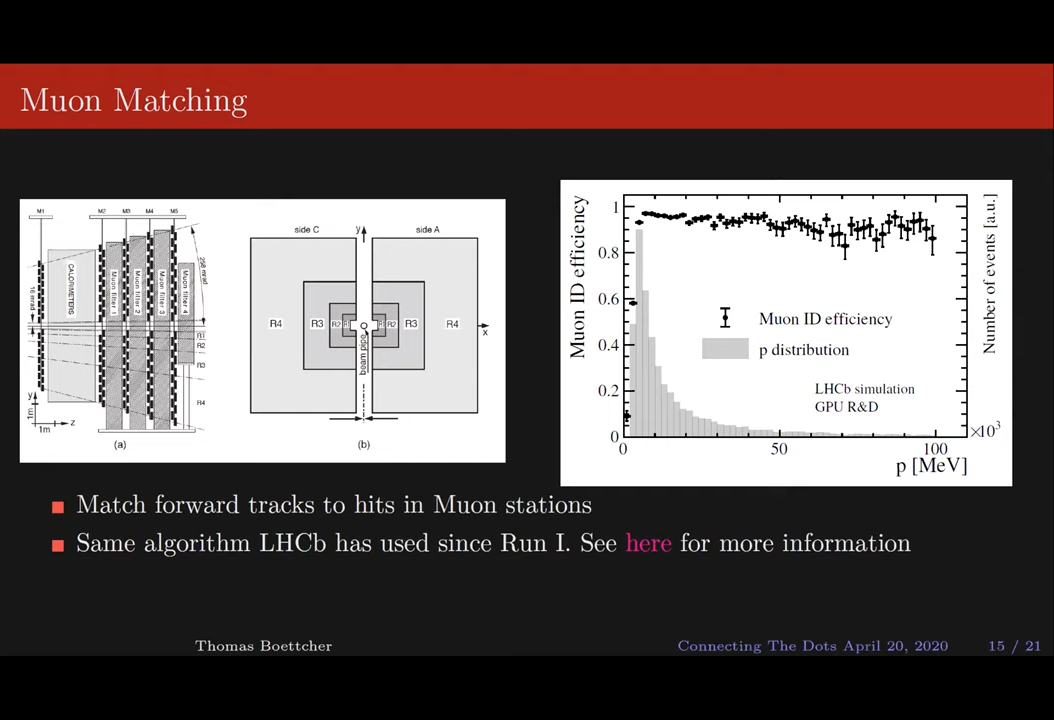 Muon Matching
M1
M2
M3
M4
M5
16 mrad
258 mrad
CALORIMETERS
Muon filter 1
Muon filter 2
Muon filter 3
Muon filter 4
R1
R2
R3
R4
y
1m
1m
z
(a)
side C
y
side A
R4
R3
R2
R1
R1
R2
R3
R4
x
beam pipe
(b)
Muon ID efficiency
1
0.8
0.6
0.4
0.2
0
Muon ID efficiency
p distribution
LHCb simulation
GPU R&D
Number of events [a.u.]
0
50
100
×10³
p [MeV]
Match forward tracks to hits in Muon stations
Same algorithm LHCb has used since Run I. See here for more information
Thomas Boettcher
Connecting The Dots April 20, 2020
15 / 21